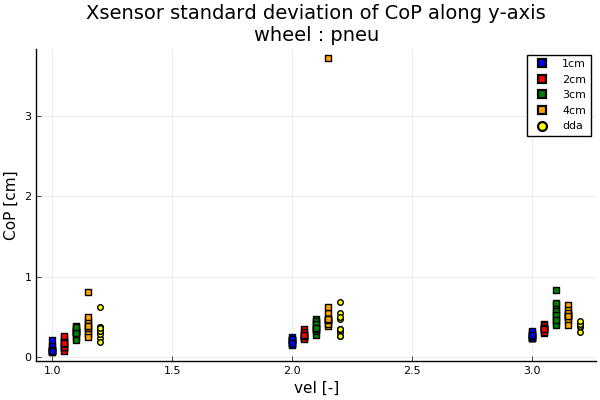 Xsensor standard deviation of CoP along y-axis
wheel : pneu
1cm
2cm
3cm
4cm
dda
CoP [cm]
3
2
1
0
1.0 1.5 2.0 2.5 3.0
vel [-]